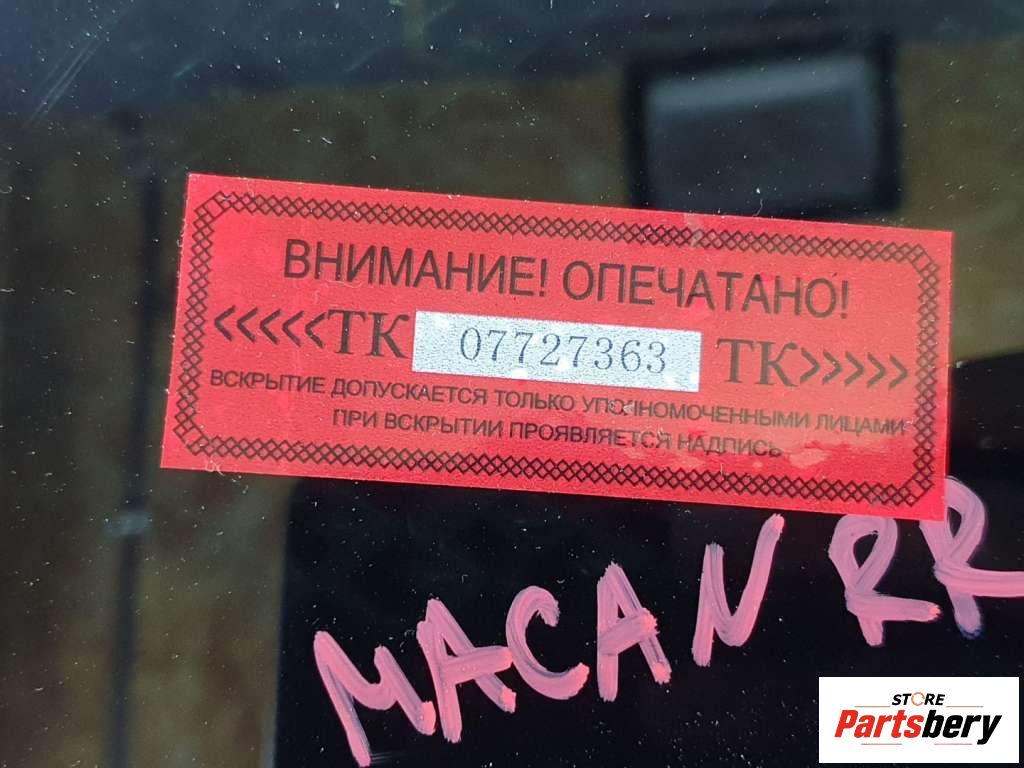 ВНИМАНИЕ! ОПЕЧАТАНО!
<<<<<ТК 07727363 ТК>>>>>
ВСКРЫТИЕ ДОПУСКАЕТСЯ ТОЛЬКО УПОЛНОМОЧЕННЫМИ ЛИЦАМИ
ПРИ ВСКРЫТИИ ПРОЯВЛЯЕТСЯ НАДПИСЬ
MACAN RR
STORE
Partsbery